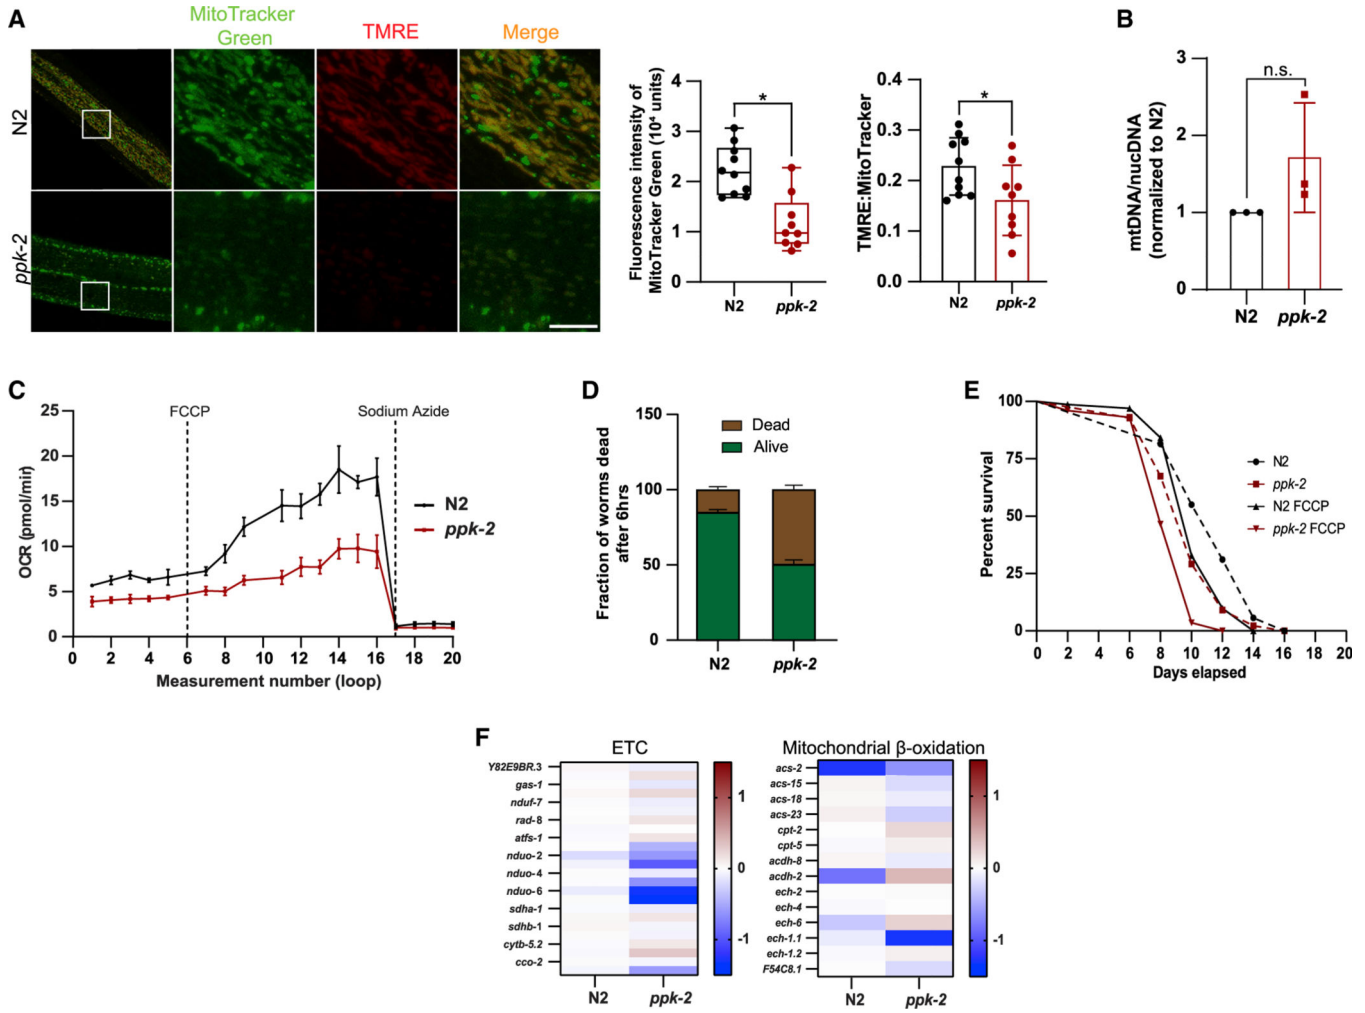 A
MitoTracker
Green
TMRE
Merge
N2
ppk-2
Fluorescence intensity of
MitoTracker Green (10⁴ units)
4
3
2
1
0
*
N2
ppk-2
TMRE:MitoTracker
0.4
0.3
0.2
0.1
0.0
*
N2
ppk-2
B
mtDNA/nucDNA
(normalized to N2)
3
2
1
0
n.s.
N2
ppk-2
C
OCR (pmol/min)
25
20
15
10
5
0
FCCP
Sodium Azide
N2
ppk-2
0 2 4 6 8 10 12 14 16 18 20
Measurement number (loop)
D
Fraction of worms dead
after 6hrs
150
100
50
0
Dead
Alive
N2
ppk-2
E
Percent survival
100
75
50
25
0
N2
ppk-2
N2 FCCP
ppk-2 FCCP
0 2 4 6 8 10 12 14 16 18 20
Days elapsed
F
ETC
Y82E9BR.3
gas-1
nduf-7
rad-8
atfs-1
nduo-2
nduo-4
nduo-6
sdha-1
sdhb-1
cytb-5.2
cco-2
N2
ppk-2
1
0
-1
Mitochondrial β-oxidation
acs-2
acs-15
acs-18
acs-23
cpt-2
cpt-5
acdh-8
acdh-2
ech-2
ech-4
ech-6
ech-1.1
ech-1.2
F54C8.1
N2
ppk-2
1
0
-1